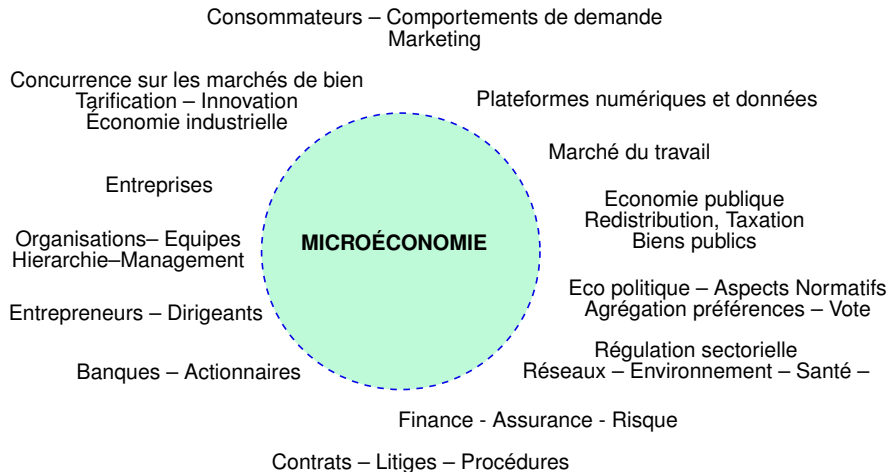 Consommateurs – Comportements de demande
Marketing
Concurrence sur les marchés de bien
Tarification – Innovation
Économie industrielle
Plateformes numériques et données
Marché du travail
Entreprises
Economie publique
Redistribution, Taxation
Biens publics
Organisations– Equipes
Hierarchie–Management
MICROÉCONOMIE
Eco politique – Aspects Normatifs
Agrégation préférences – Vote
Entrepreneurs – Dirigeants
Régulation sectorielle
Réseaux – Environnement – Santé –
Banques – Actionnaires
Finance - Assurance - Risque
Contrats – Litiges – Procédures